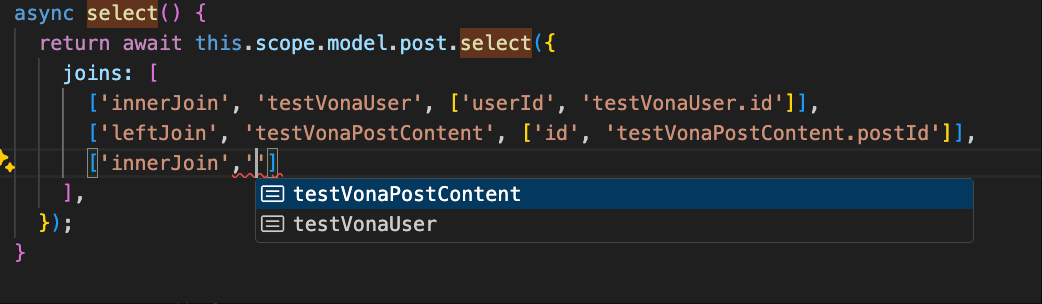 async select() {
return await this.scope.model.post.select({
joins: [
['innerJoin', 'testVonaUser', ['userId', 'testVonaUser.id']],
['leftJoin', 'testVonaPostContent', ['id', 'testVonaPostContent.postId']],
['innerJoin','']
testVonaPostContent
],
testVonaUser
});
}